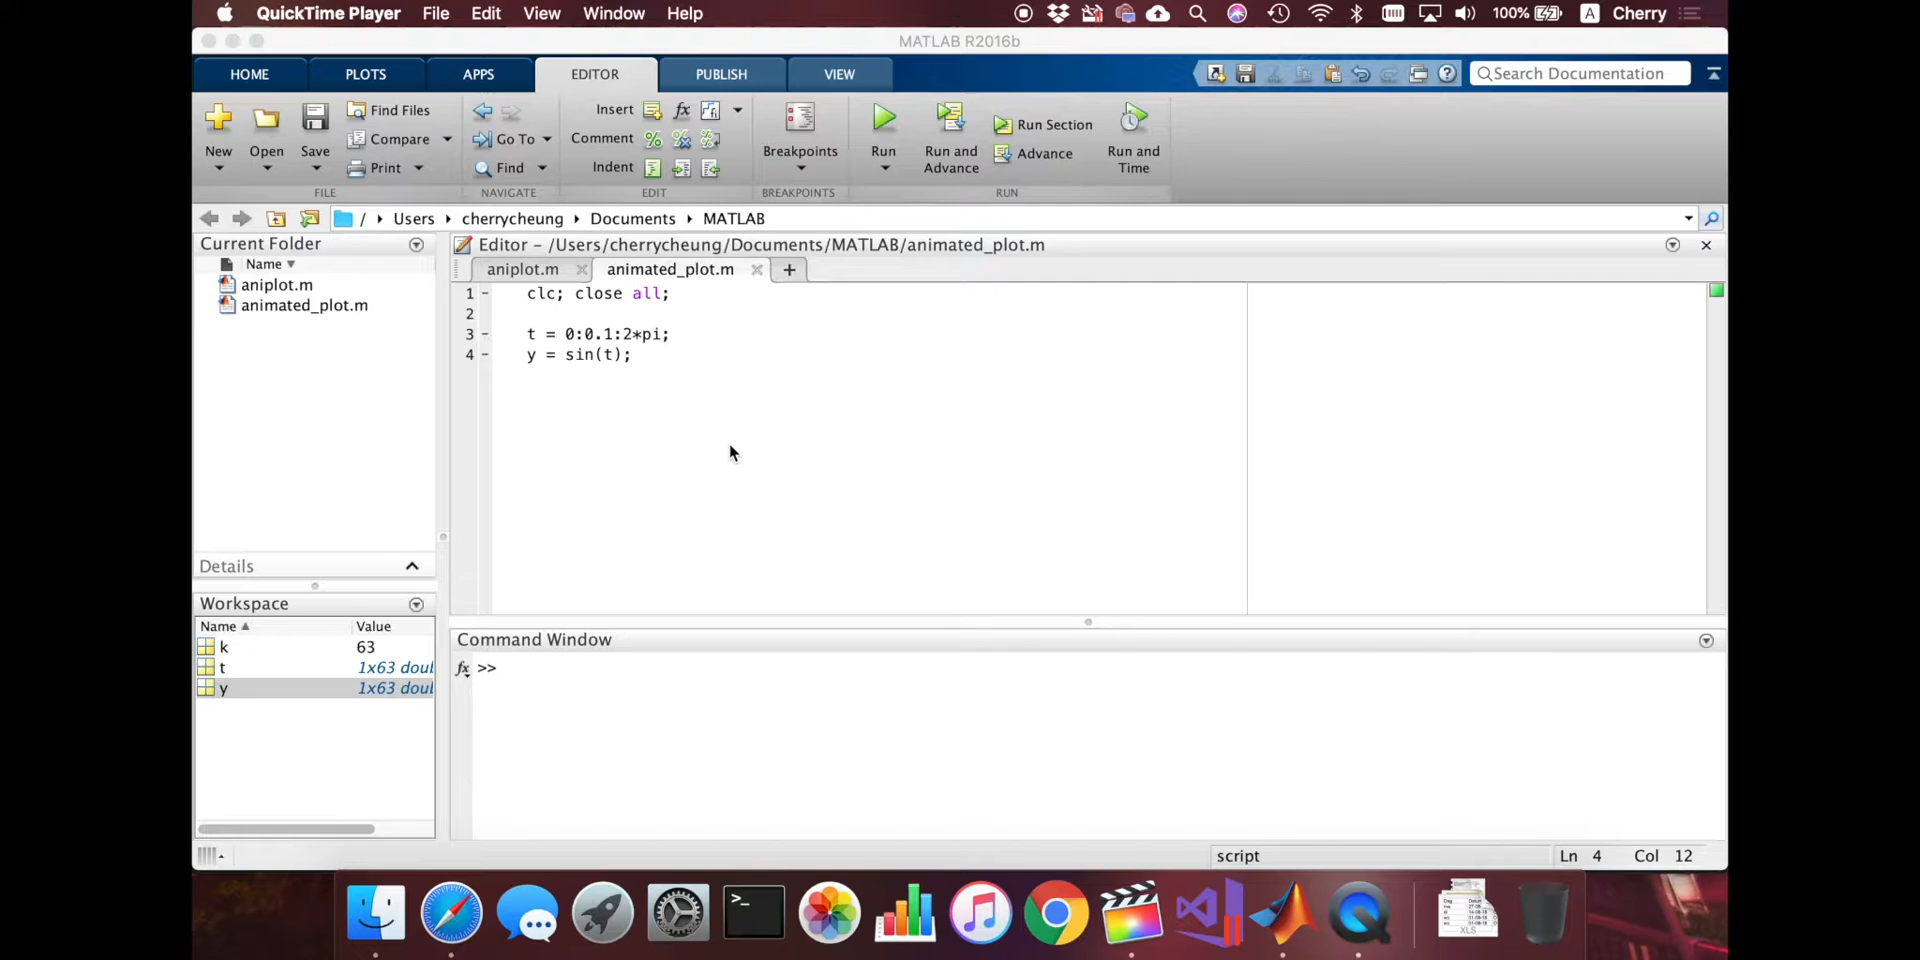 QuickTime Player File Edit View Window Help 100% A Cherry
MATLAB R2016b
HOME PLOTS APPS EDITOR PUBLISH VIEW Search Documentation
New Open Save Find Files Compare Print
FILE
Go To Find
NAVIGATE
Insert fx
Comment % %
Indent
EDIT
Breakpoints
BREAKPOINTS
Run Run and Advance Run Section Advance Run and Time
RUN
/ Users cherrycheung Documents MATLAB
Current Folder
Name
aniplot.m
animated_plot.m
Details
Workspace
Name Value
k 63
t 1x63 doul
y 1x63 doul
Editor - /Users/cherrycheung/Documents/MATLAB/animated_plot.m
aniplot.m animated_plot.m +
1 - clc; close all;
2
3 - t = 0:0.1:2*pi;
4 - y = sin(t);
Command Window
fx >>
script Ln 4 Col 12
>_
XLS